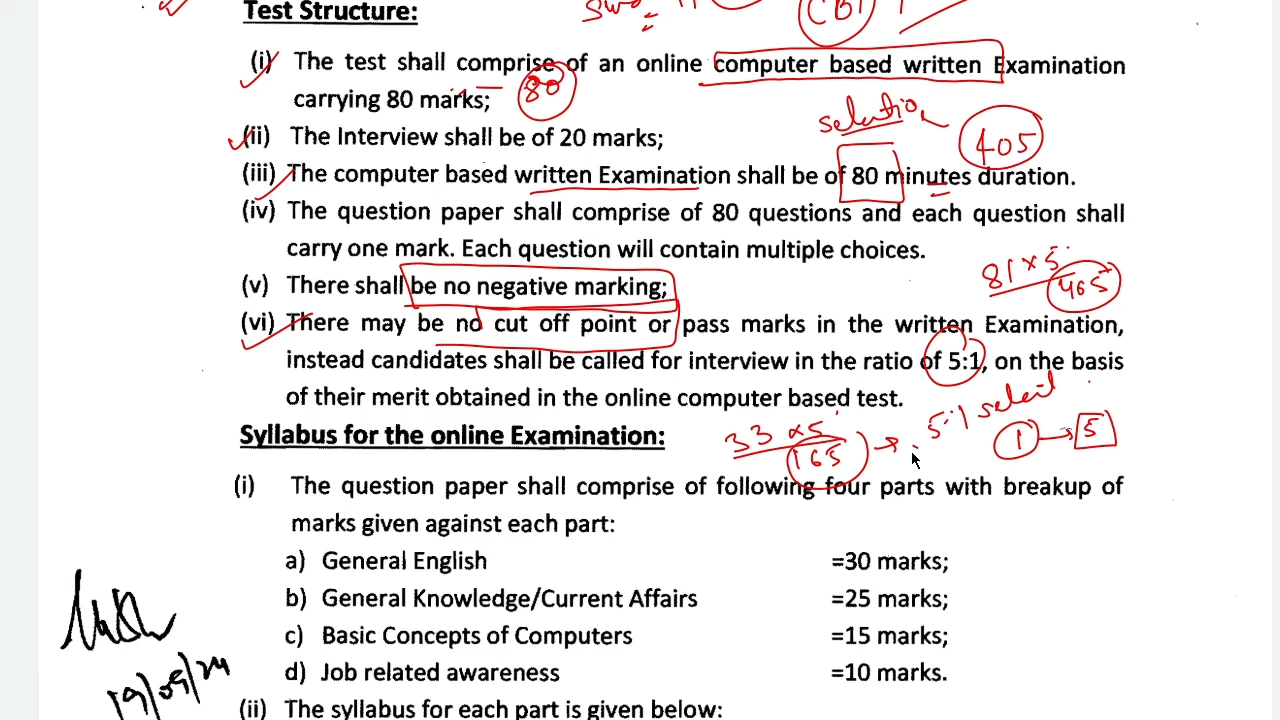 Test Structure:
CBI
(i) The test shall comprise of an online computer based written Examination
carrying 80 marks;
80
selection
(ii) The Interview shall be of 20 marks;
405
(iii) The computer based written Examination shall be of 80 minutes duration.
(iv) The question paper shall comprise of 80 questions and each question shall
carry one mark. Each question will contain multiple choices.
81 × 5
465
(v) There shall be no negative marking;
(vi) There may be no cut off point or pass marks in the written Examination,
instead candidates shall be called for interview in the ratio of 5:1, on the basis
of their merit obtained in the online computer based test.
5:1 select
1 → 5
33 × 5
165
Syllabus for the online Examination:
(i) The question paper shall comprise of following four parts with breakup of
marks given against each part:
a) General English =30 marks;
b) General Knowledge/Current Affairs =25 marks;
c) Basic Concepts of Computers =15 marks;
d) Job related awareness =10 marks.
19/09/24
(ii) The syllabus for each part is given below: